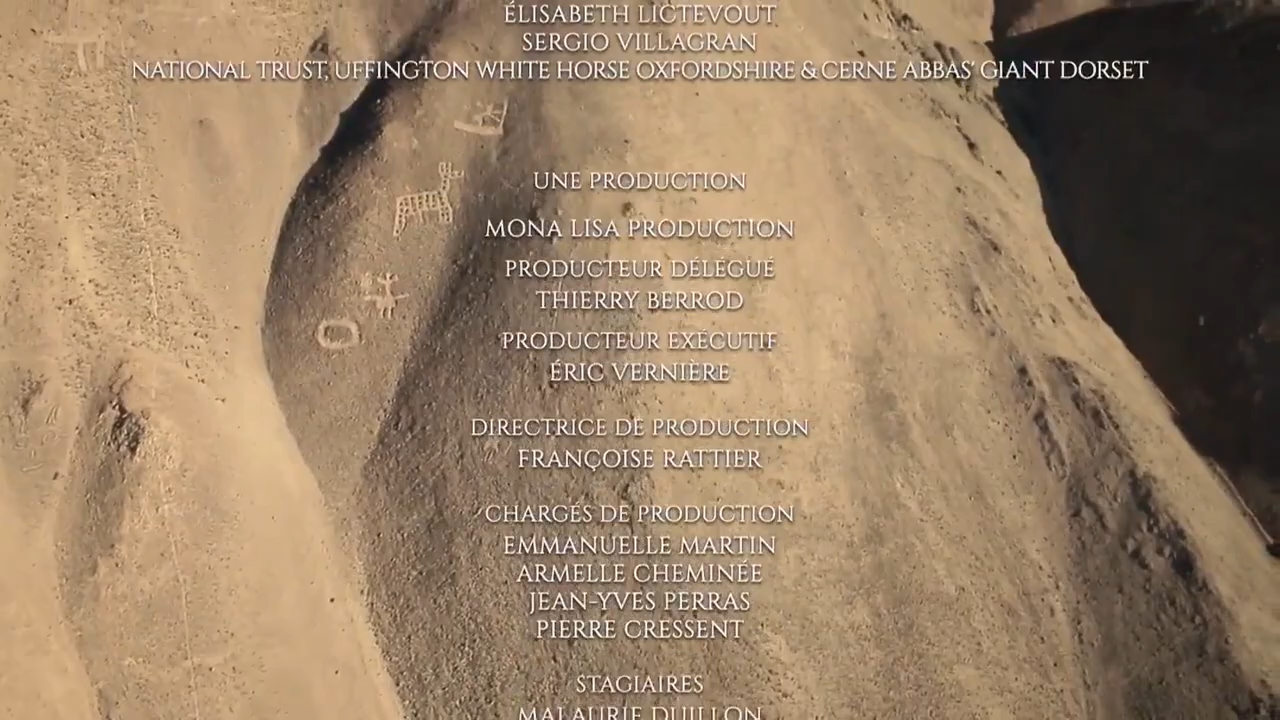 ÉLISABETH LICTEVOUT
SERGIO VILLAGRAN
NATIONAL TRUST, UFFINGTON WHITE HORSE OXFORDSHIRE & CERNE ABBAS' GIANT DORSET
UNE PRODUCTION
MONA LISA PRODUCTION
PRODUCTEUR DÉLÉGUÉ
THIERRY BERROD
PRODUCTEUR EXÉCUTIF
ÉRIC VERNIÈRE
DIRECTRICE DE PRODUCTION
FRANÇOISE RATTIER
CHARGÉS DE PRODUCTION
EMMANUELLE MARTIN
ARMELLE CHEMINÉE
JEAN-YVES PERRAS
PIERRE CRESSENT
STAGIAIRES
MALAURIE DUILLON